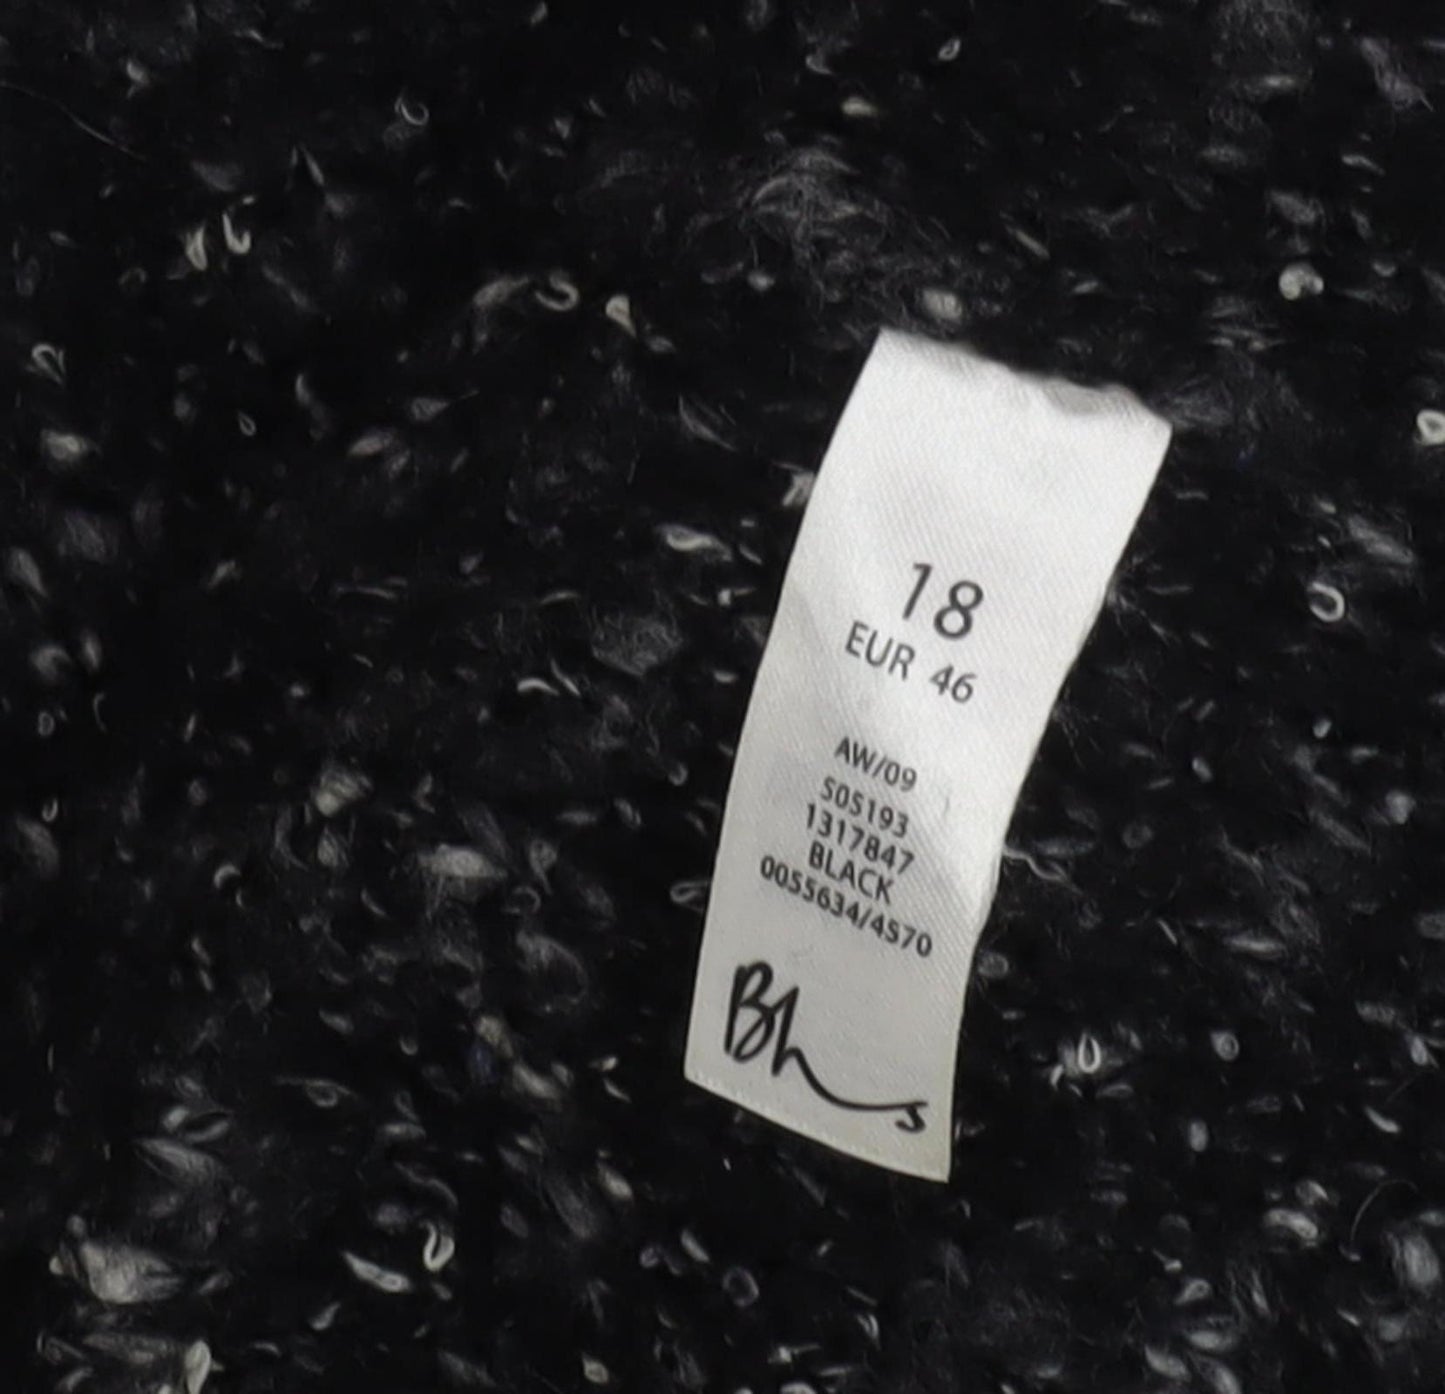 18
EUR 46
AW/09
S05193
1317847
BLACK
0055634/4570
Bhs